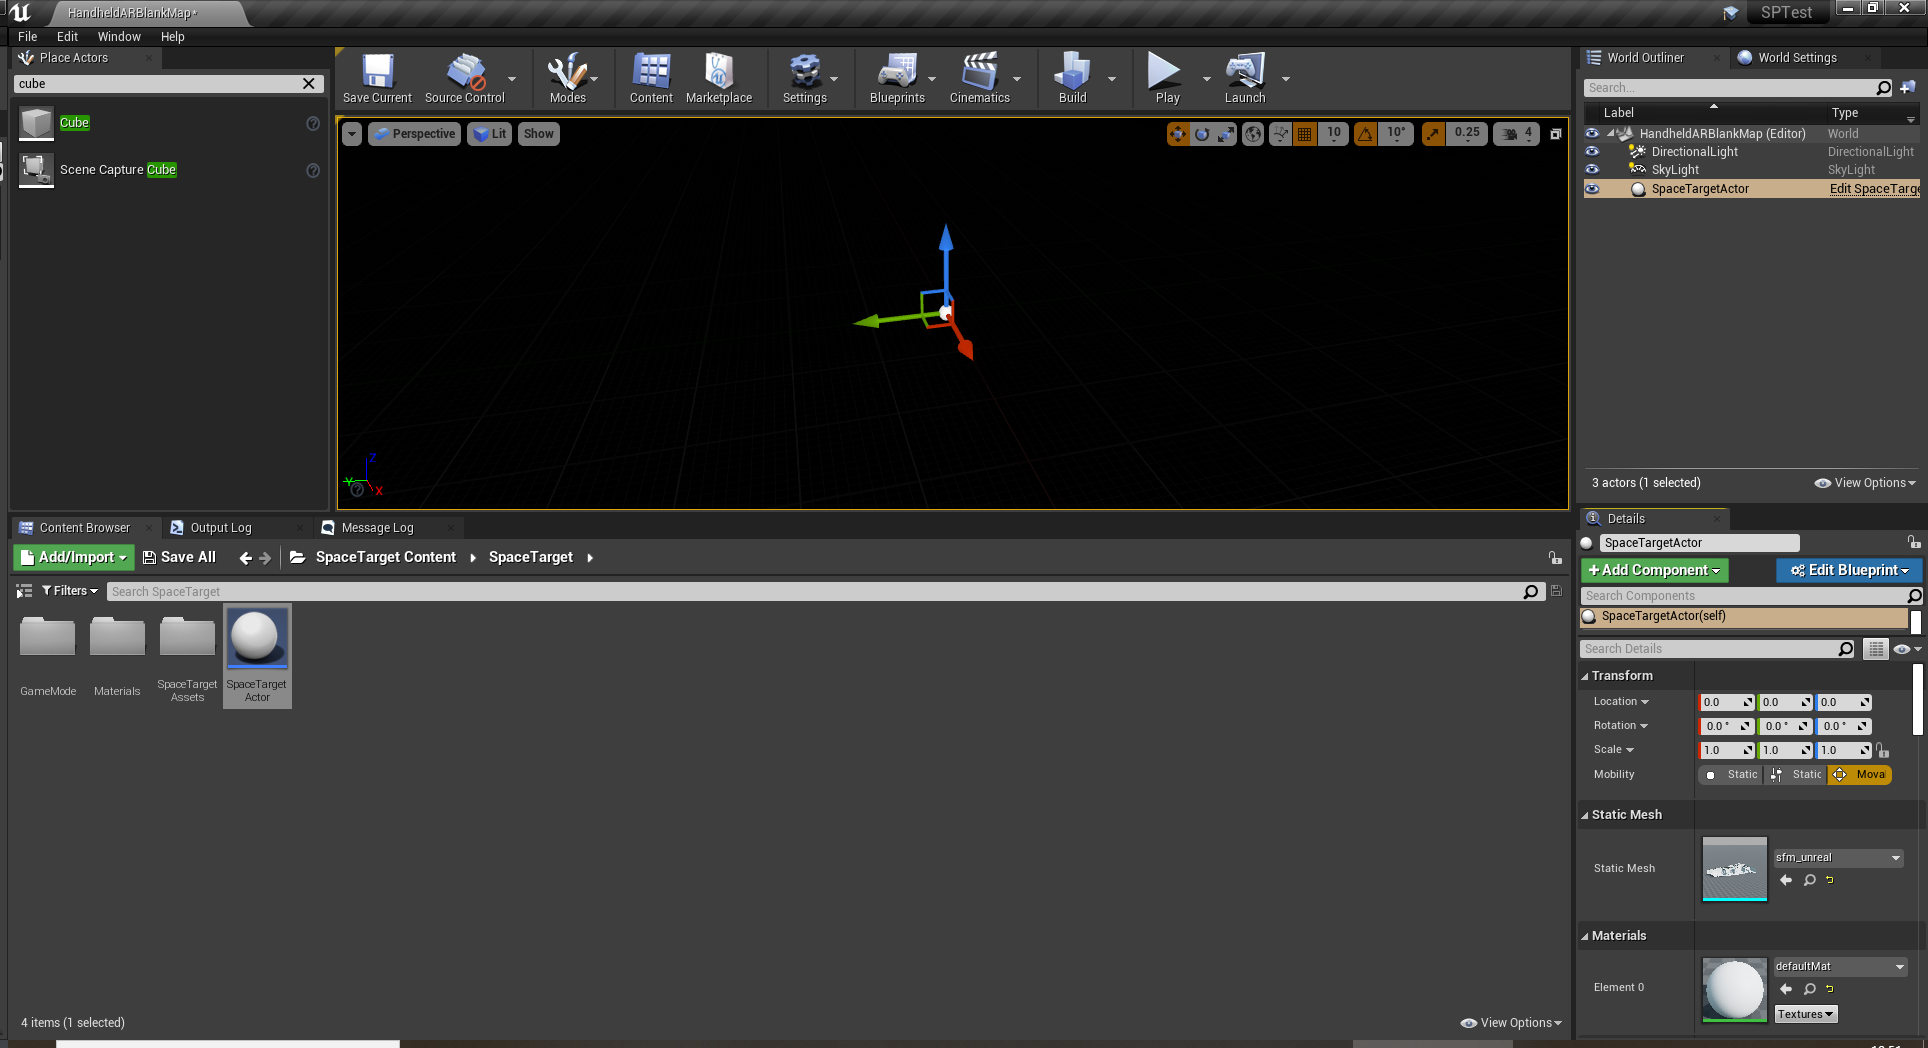 HandheldARBlankMap*
SPTest
File Edit Window Help
Place Actors
cube
Cube
Scene Capture Cube
Save Current Source Control Modes Content Marketplace Settings Blueprints Cinematics Build Play Launch
Perspective Lit Show 10 10° 0.25 4
Z
Y
X
World Outliner World Settings
Search...
Label Type
HandheldARBlankMap (Editor) World
DirectionalLight DirectionalLight
SkyLight SkyLight
SpaceTargetActor Edit SpaceTarge
3 actors (1 selected) View Options
Content Browser Output Log Message Log
Add/Import Save All SpaceTarget Content SpaceTarget
Filters Search SpaceTarget
GameMode
Materials
SpaceTarget
Assets
SpaceTarget
Actor
4 items (1 selected) View Options
Details
SpaceTargetActor
+Add Component Edit Blueprint
Search Components
SpaceTargetActor(self)
Search Details
Transform
Location 0.0 0.0 0.0
Rotation 0.0 ° 0.0 ° 0.0 °
Scale 1.0 1.0 1.0
Mobility Static Static Moval
Static Mesh
Static Mesh sfm_unreal
Materials
Element 0 defaultMat
Textures